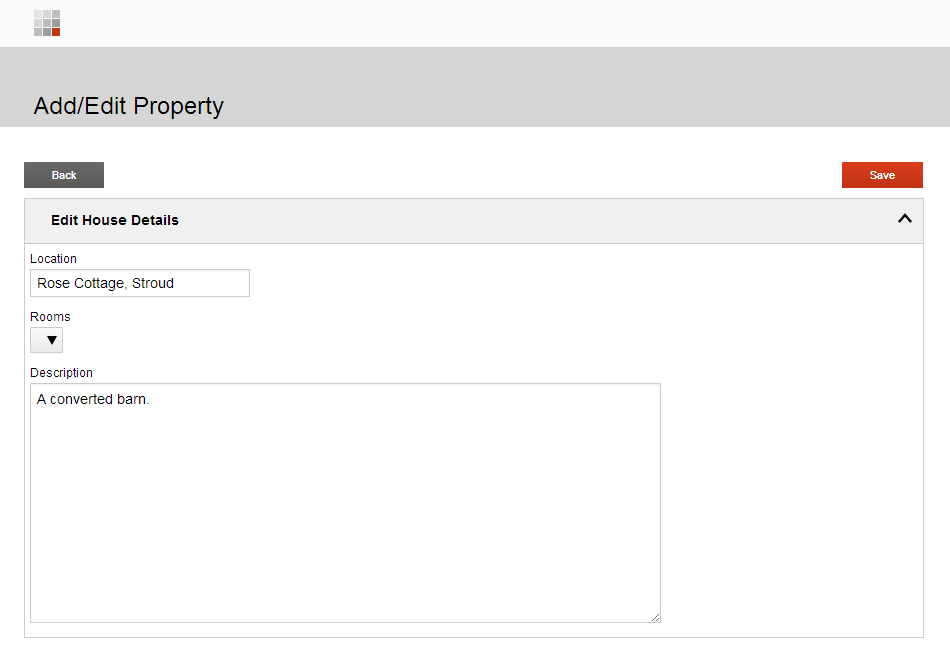 Add/Edit Property
Back
Save
Edit House Details
Location
Rose Cottage, Stroud
Rooms
Description
A converted barn.